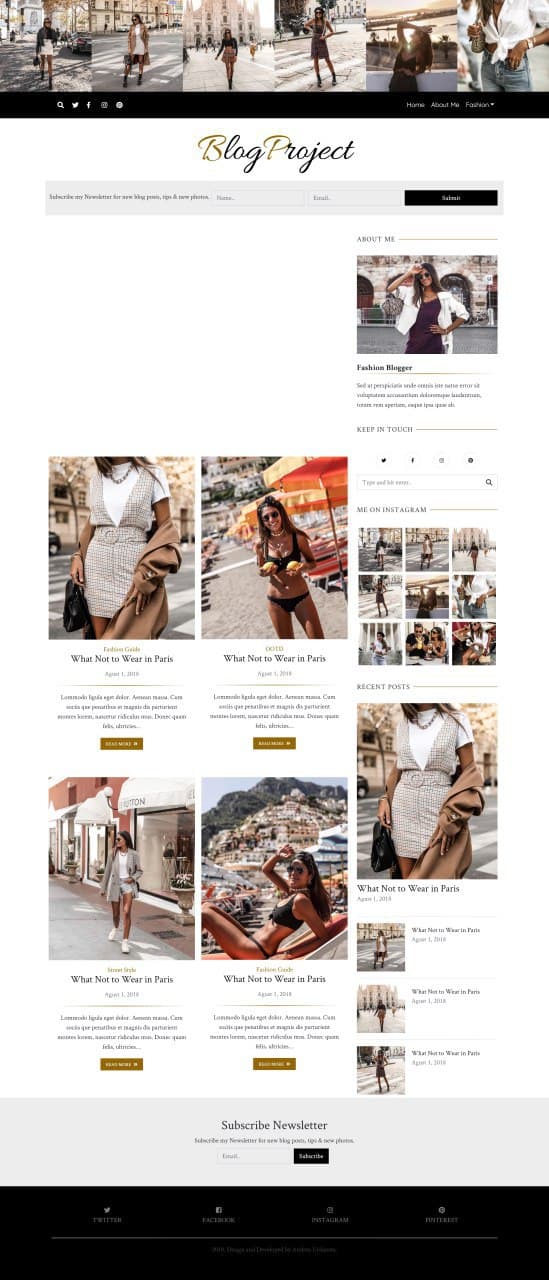 Home About Me Fashion
BlogProject
Subscribe my Newsletter for new blog posts, tips & new photos.
Name..
Email..
Submit
ABOUT ME
Fashion Blogger
Sed ut perspiciatis unde omnis iste natus error sit
voluptatem accusantium doloremque laudantium,
totam rem aperiam, eaque ipsa quae ab.
KEEP IN TOUCH
Type and hit enter..
ME ON INSTAGRAM
RECENT POSTS
What Not to Wear in Paris
Agust 1, 2018
What Not to Wear in Paris
Agust 1, 2018
What Not to Wear in Paris
Agust 1, 2018
What Not to Wear in Paris
Agust 1, 2018
Fashion Guide
What Not to Wear in Paris
Agust 1, 2018
Lommodo ligula eget dolor. Aenean massa. Cum
sociis que penatibus et magnis dis parturient
montes lorem, nascetur ridiculus mus. Donec quam
felis, ultricies...
READ MORE »
OOTD
What Not to Wear in Paris
Agust 1, 2018
Lommodo ligula eget dolor. Aenean massa. Cum
sociis que penatibus et magnis dis parturient
montes lorem, nascetur ridiculus mus. Donec quam
felis, ultricies...
READ MORE »
Street Style
What Not to Wear in Paris
Agust 1, 2018
Lommodo ligula eget dolor. Aenean massa. Cum
sociis que penatibus et magnis dis parturient
montes lorem, nascetur ridiculus mus. Donec quam
felis, ultricies...
READ MORE »
Fashion Guide
What Not to Wear in Paris
Agust 1, 2018
Lommodo ligula eget dolor. Aenean massa. Cum
sociis que penatibus et magnis dis parturient
montes lorem, nascetur ridiculus mus. Donec quam
felis, ultricies...
READ MORE »
Subscribe Newsletter
Subscribe my Newsletter for new blog posts, tips & new photos.
Email..
Subscribe
TWITTER
FACEBOOK
INSTAGRAM
PINTEREST
2018. Design and Developed by Andrea